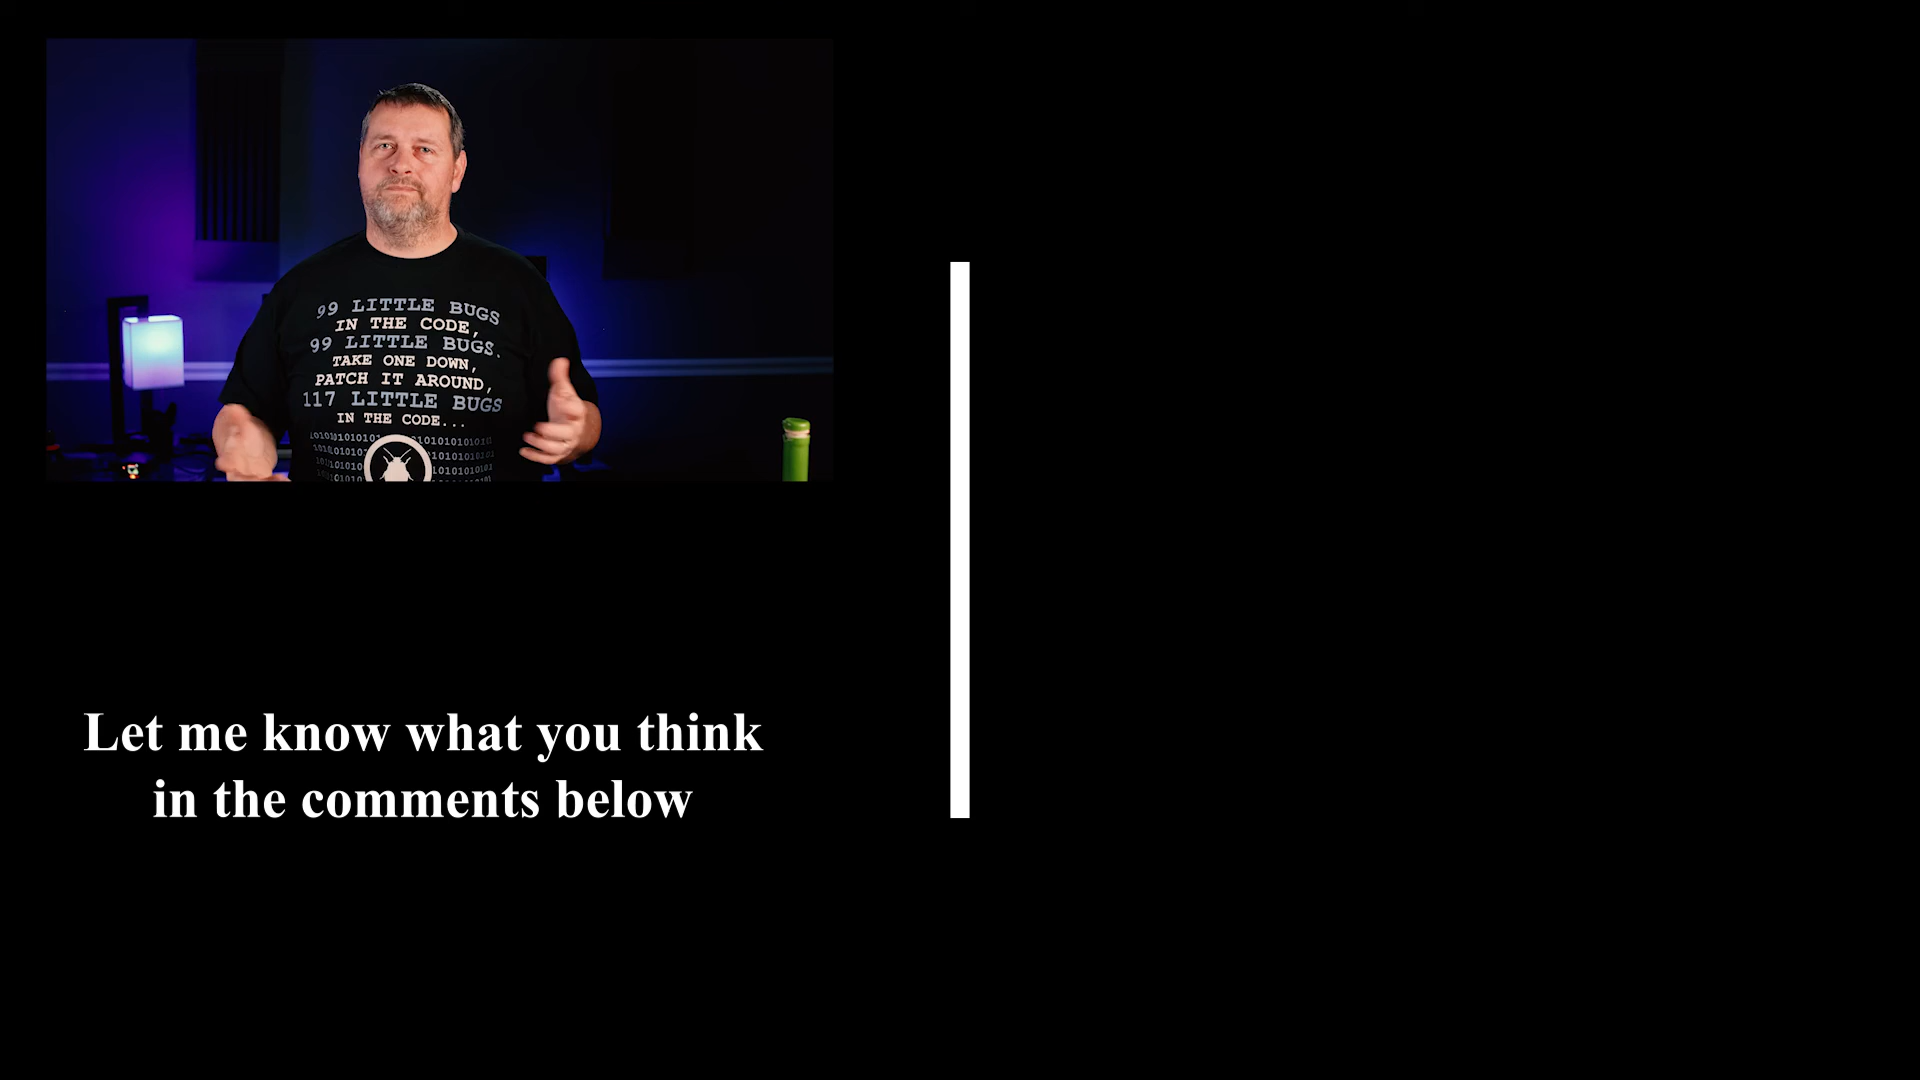 99 LITTLE BUGS
IN THE CODE,
99 LITTLE BUGS.
TAKE ONE DOWN,
PATCH IT AROUND,
117 LITTLE BUGS
IN THE CODE...
Let me know what you think
in the comments below